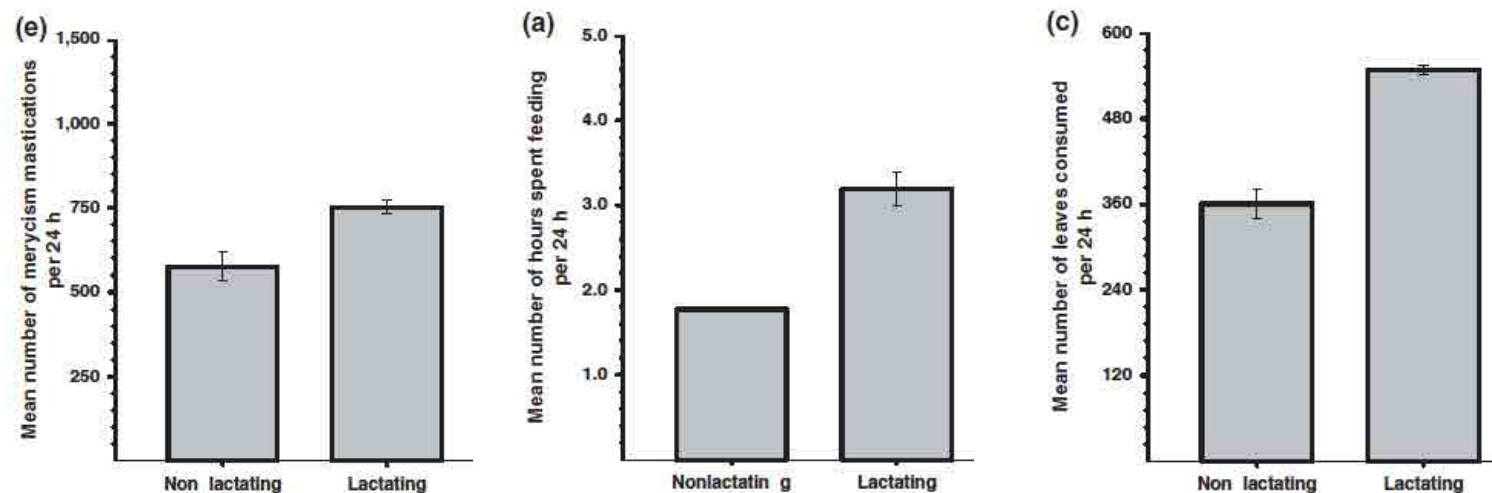 (e)
Mean number of merycism mastications
per 24 h
1,500
1,000
750
500
250
Non lactating
Lactating
(a)
Mean number of hours spent feeding
per 24 h
5.0
4.0
3.0
2.0
1.0
Nonlactatin g
Lactating
(c)
Mean number of leaves consumed
per 24 h
600
480
360
240
120
Non lactating
Lactating